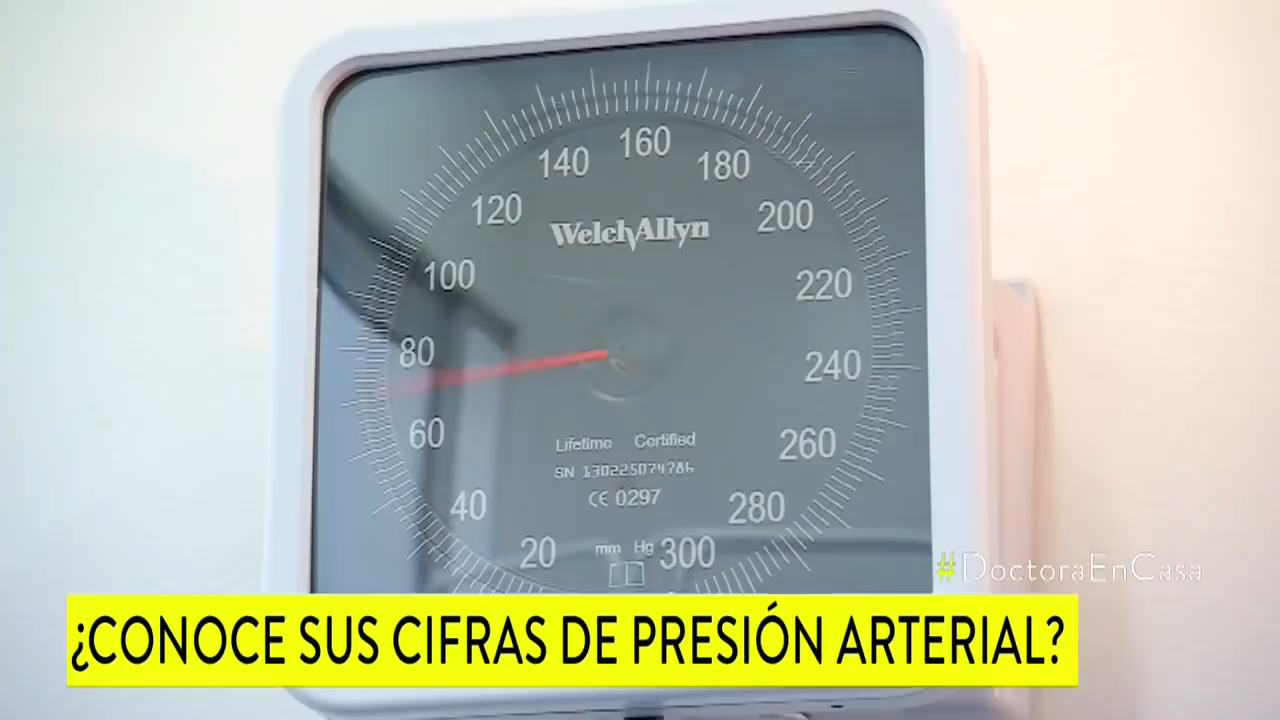 160
140
180
120
200
WelchAllyn
100
220
80
240
60
Lifetime Certified
260
SN 130225074786
CE 0297
40
280
20
mm Hg
300
#DoctoraEnCasa
¿CONOCE SUS CIFRAS DE PRESIÓN ARTERIAL?